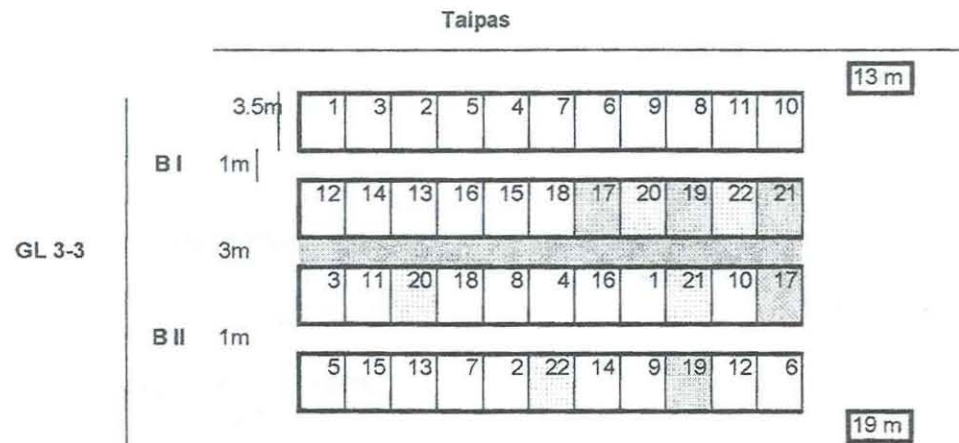 Taipas
13 m
3.5m 1 3 2 5 4 7 6 9 8 11 10
B I 1m
12 14 13 16 15 18 17 20 19 22 21
GL 3-3 3m
3 11 20 18 8 4 16 1 21 10 17
B II 1m
5 15 13 7 2 22 14 9 19 12 6
19 m